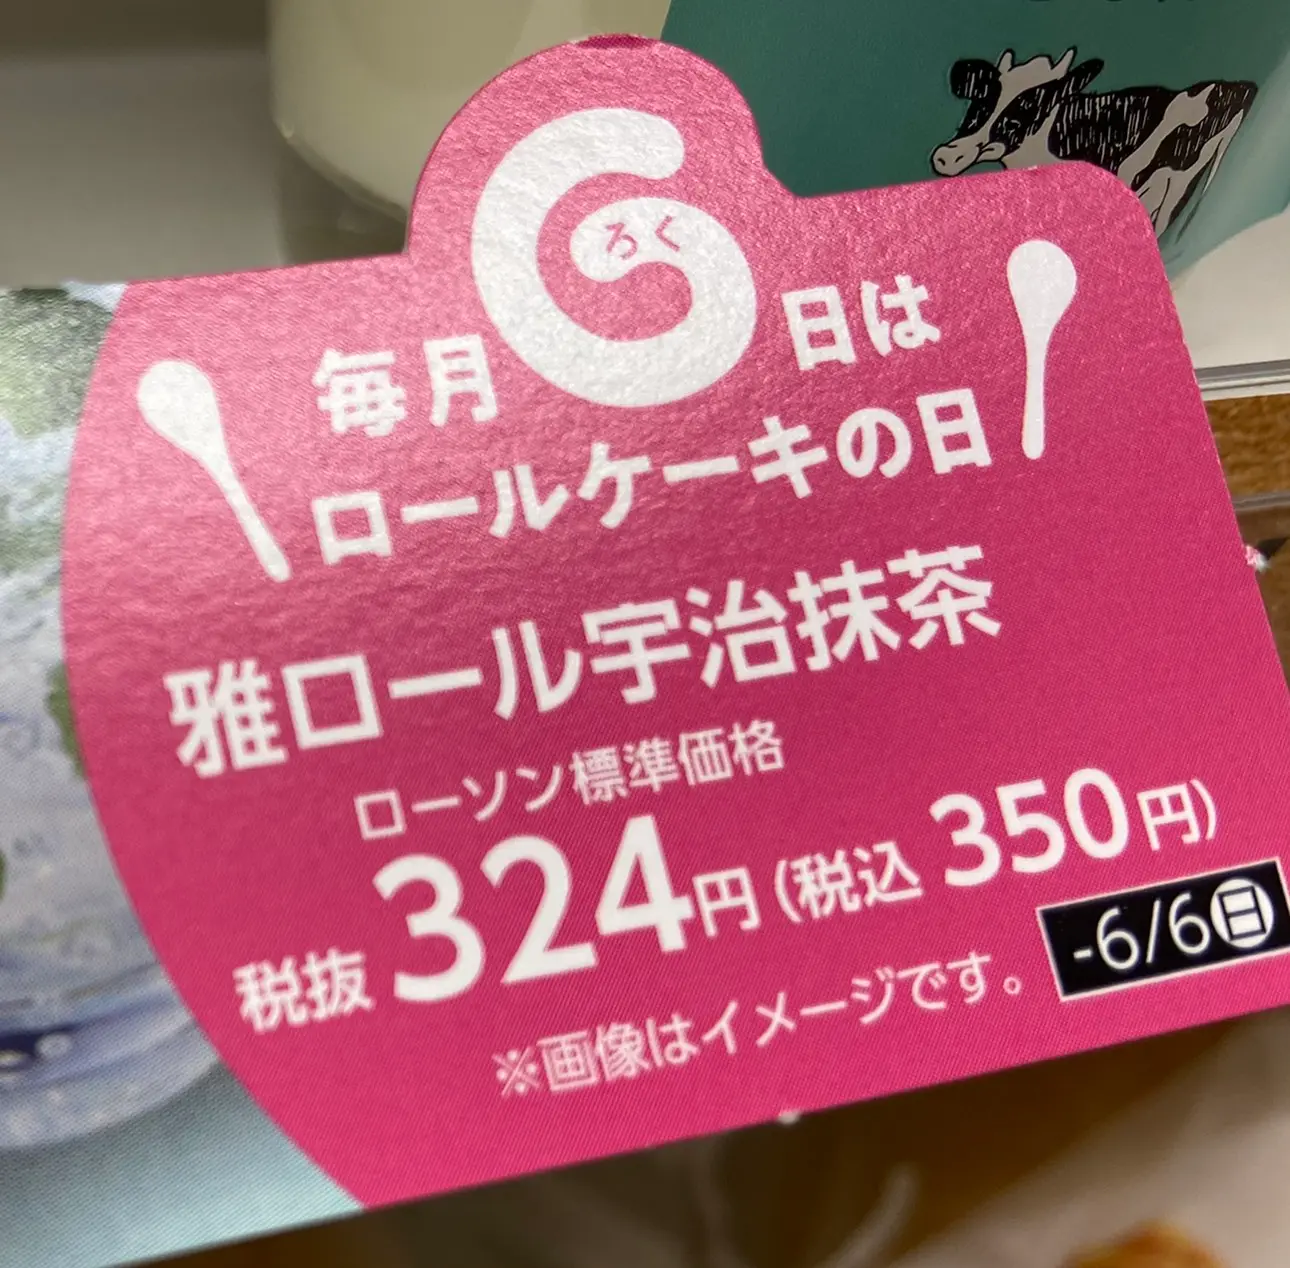 毎月6日は
ろく
ロールケーキの日
雅ロール宇治抹茶
ローソン標準価格
税抜324円(税込350円)
-6/6㊐
※画像はイメージです。